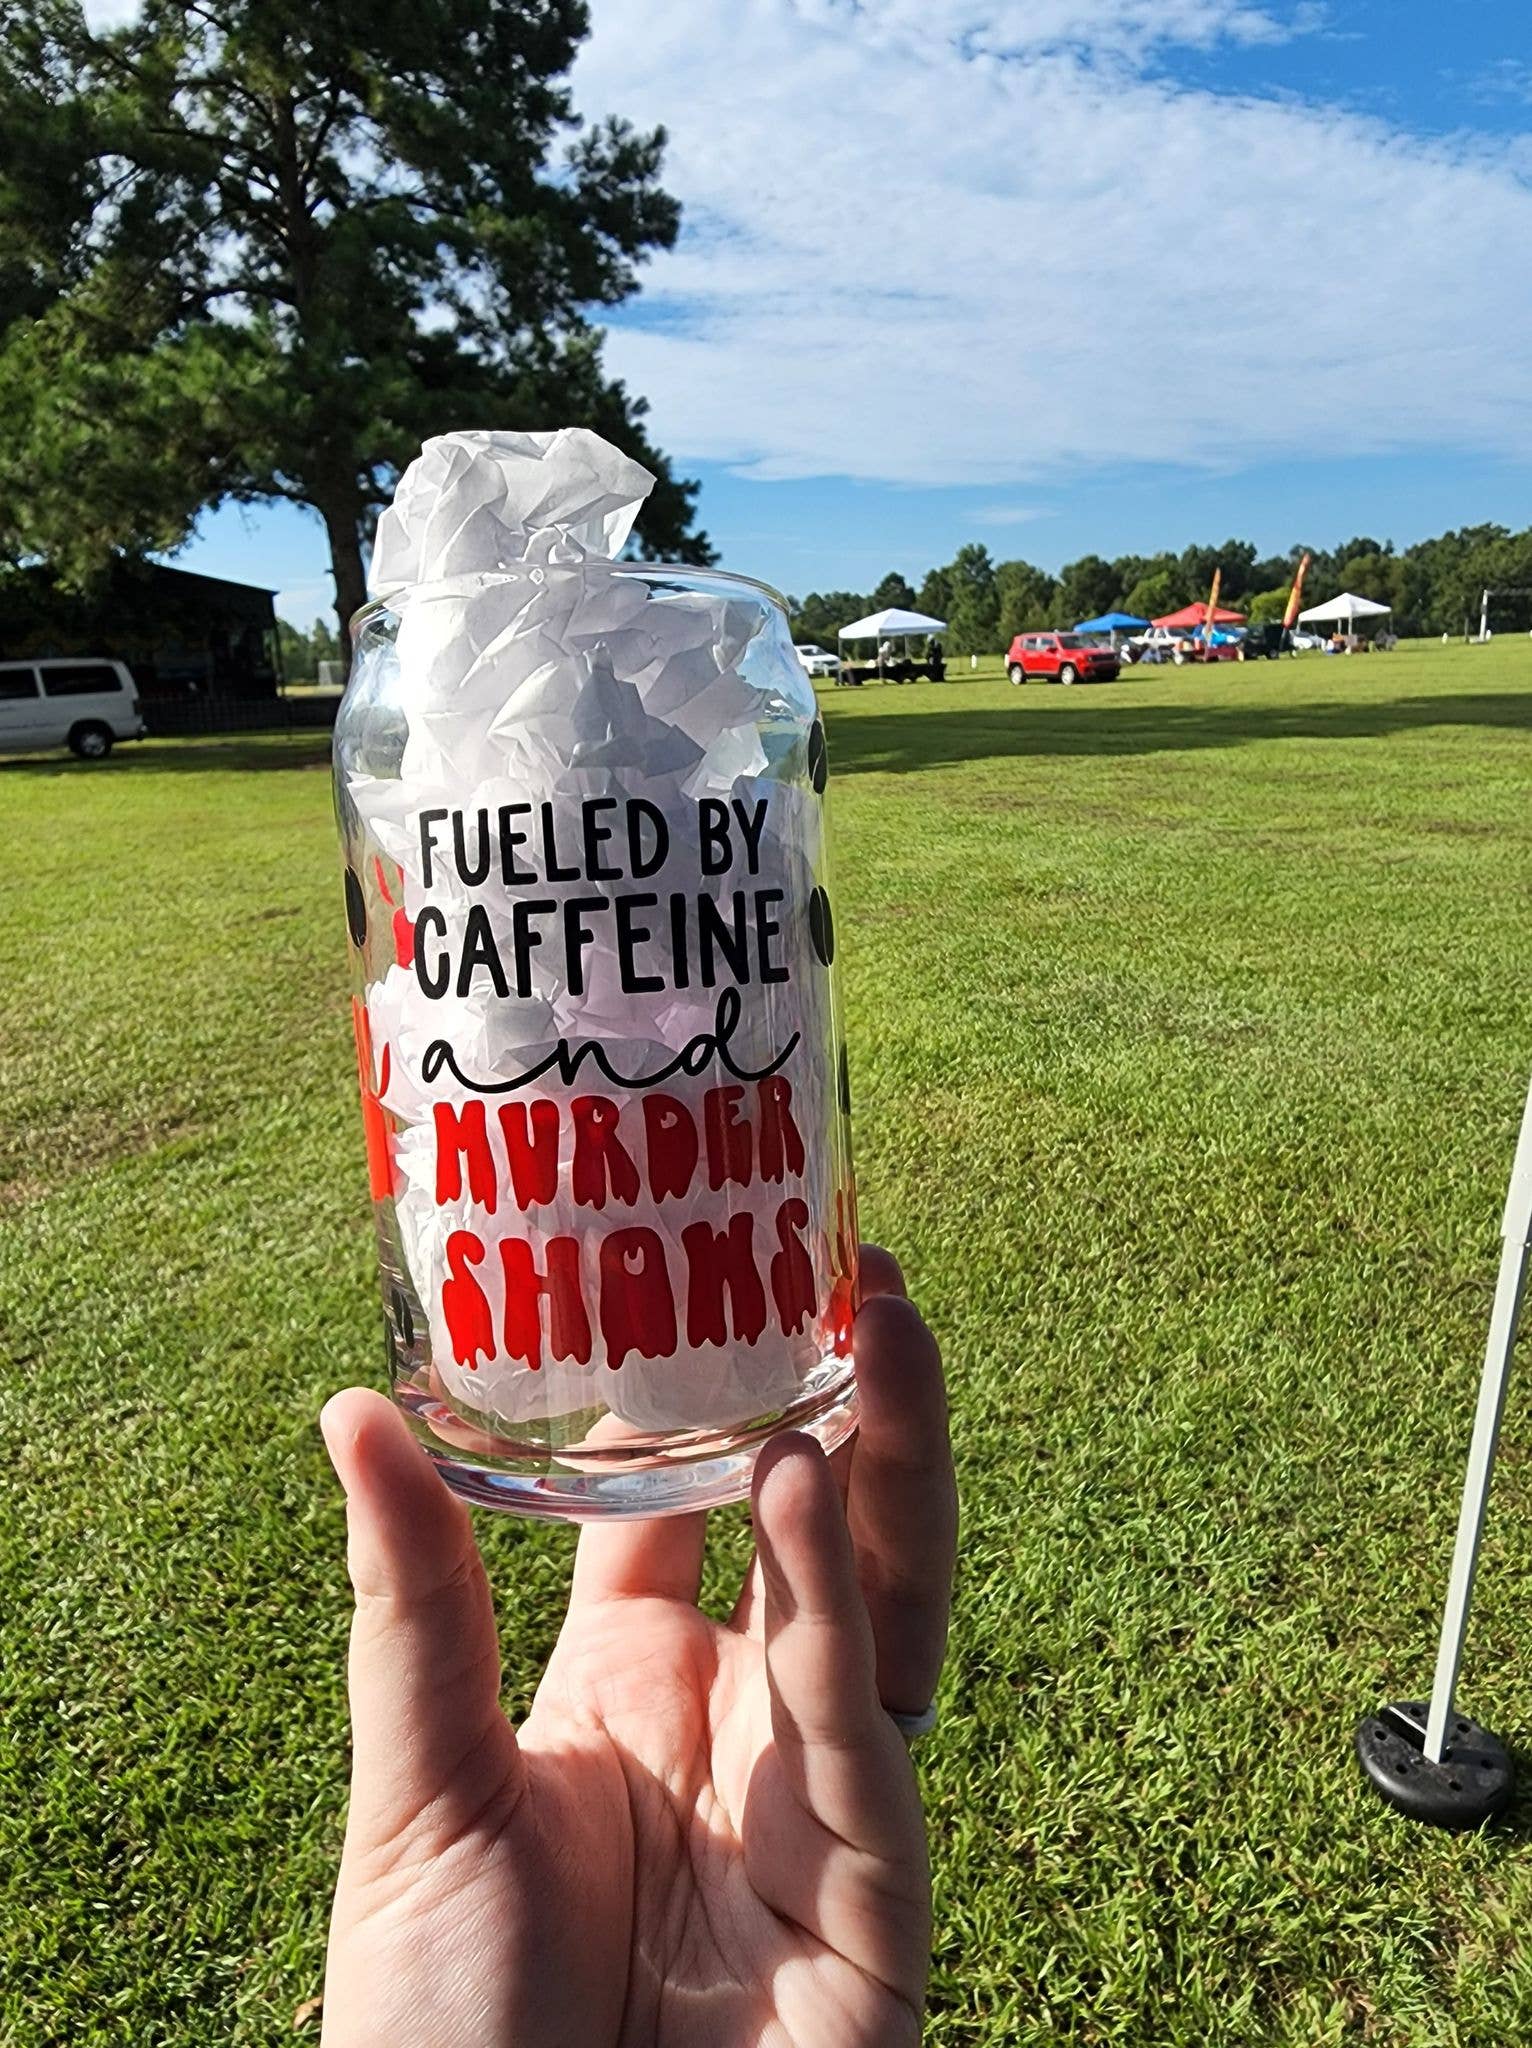 FUELED BY
CAFFEINE
and
MURDER
SHOWS